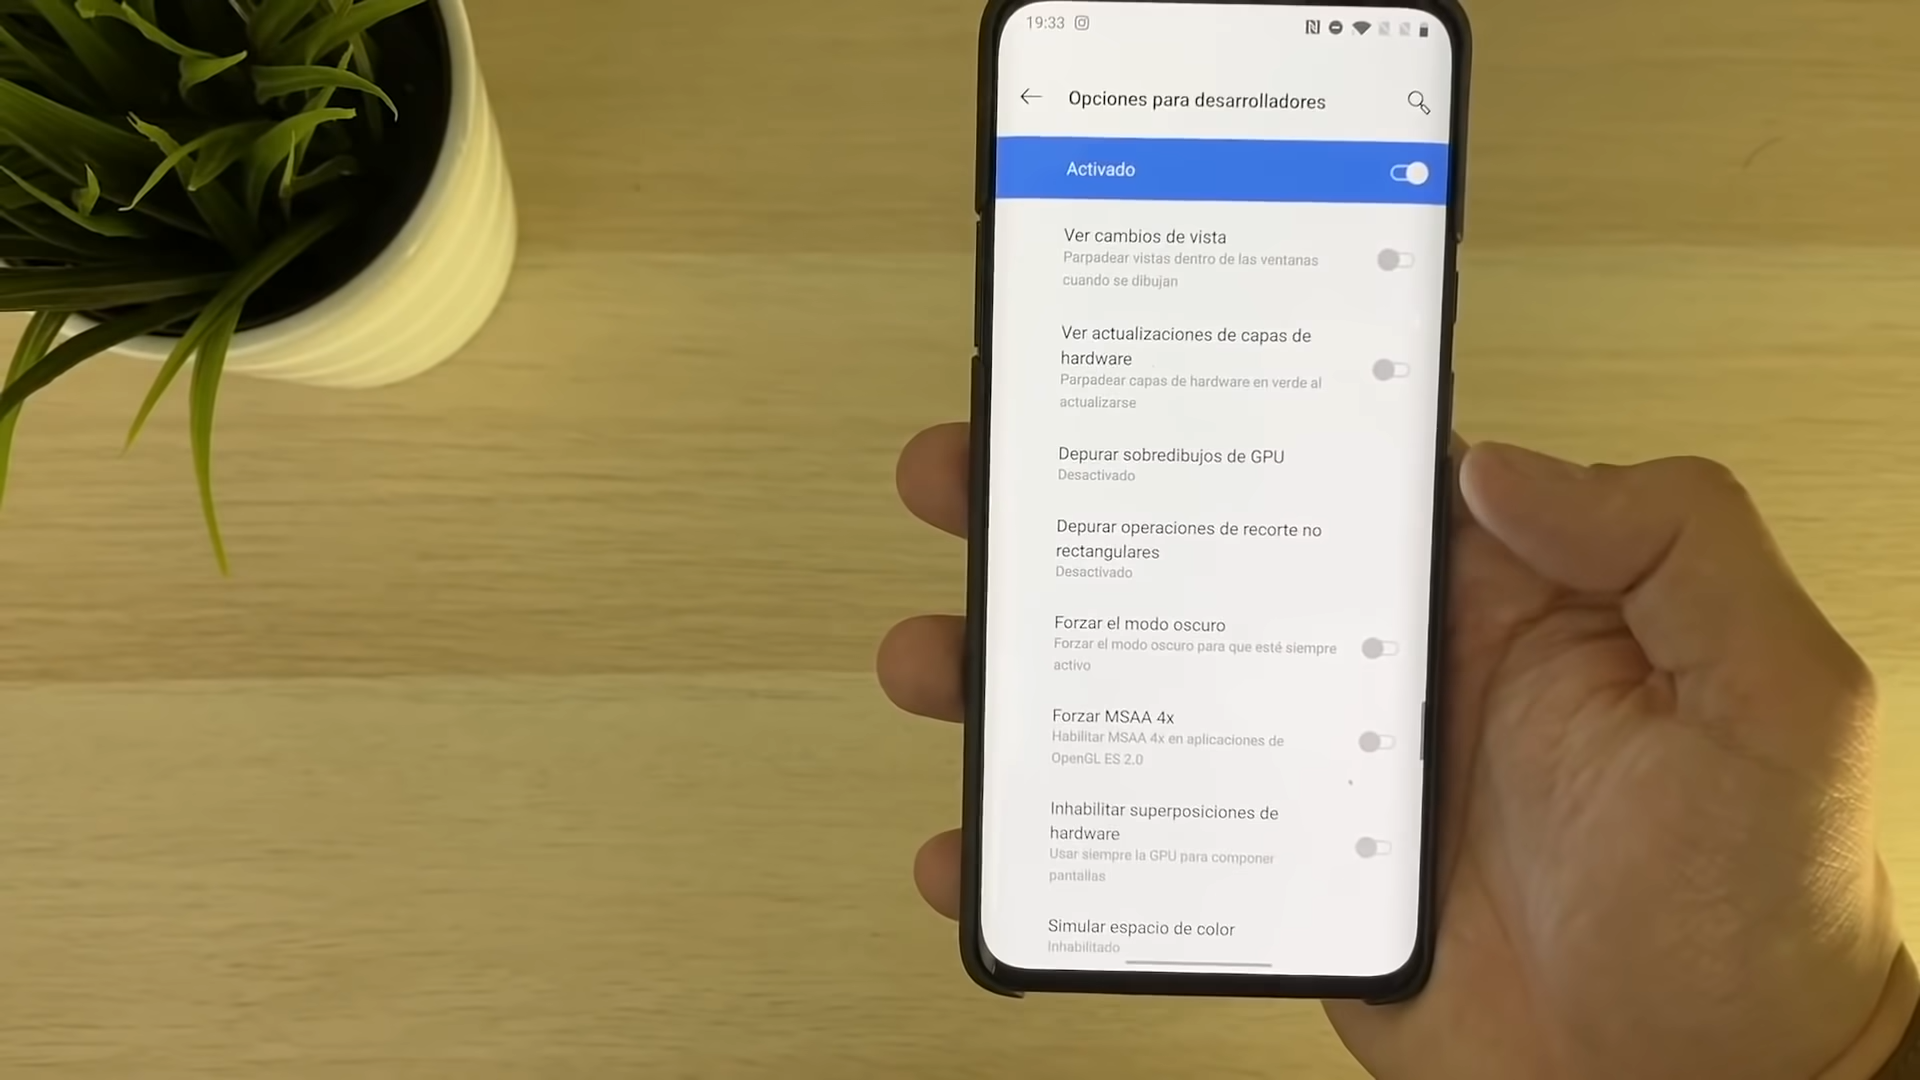 19:33
Opciones para desarrolladores
Activado
Ver cambios de vista
Parpadear vistas dentro de las ventanas
cuando se dibujan
Ver actualizaciones de capas de
hardware
Parpadear capas de hardware en verde al
actualizarse
Depurar sobredibujos de GPU
Desactivado
Depurar operaciones de recorte no
rectangulares
Desactivado
Forzar el modo oscuro
Forzar el modo oscuro para que esté siempre
activo
Forzar MSAA 4x
Habilitar MSAA 4x en aplicaciones de
OpenGL ES 2.0
Inhabilitar superposiciones de
hardware
Usar siempre la GPU para componer
pantallas
Simular espacio de color
Inhabilitado